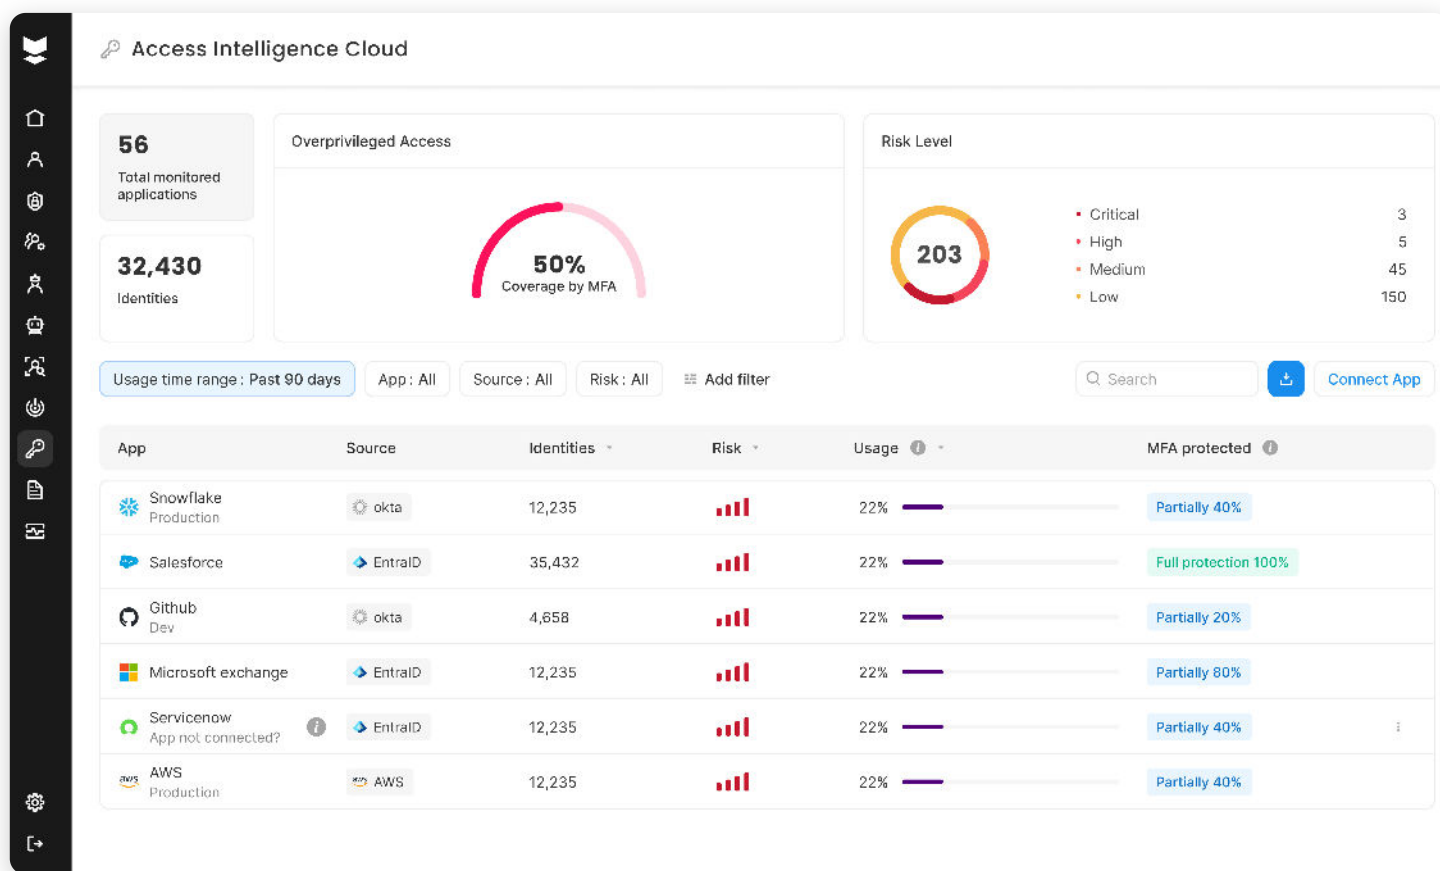 Access Intelligence Cloud
56
Total monitored
applications
32,430
Identities
Overprivileged Access
50%
Coverage by MFA
Risk Level
203
Critical 3
High 5
Medium 45
Low 150
Usage time range : Past 90 days App : All Source : All Risk : All Add filter Search Connect App
App Source Identities Risk Usage MFA protected
Snowflake
Production
okta 12,235 22% Partially 40%
Salesforce EntraID 35,432 22% Full protection 100%
Github
Dev
okta 4,658 22% Partially 20%
Microsoft exchange EntraID 12,235 22% Partially 80%
Servicenow
App not connected?
EntraID 12,235 22% Partially 40%
aws AWS
Production
aws AWS 12,235 22% Partially 40%